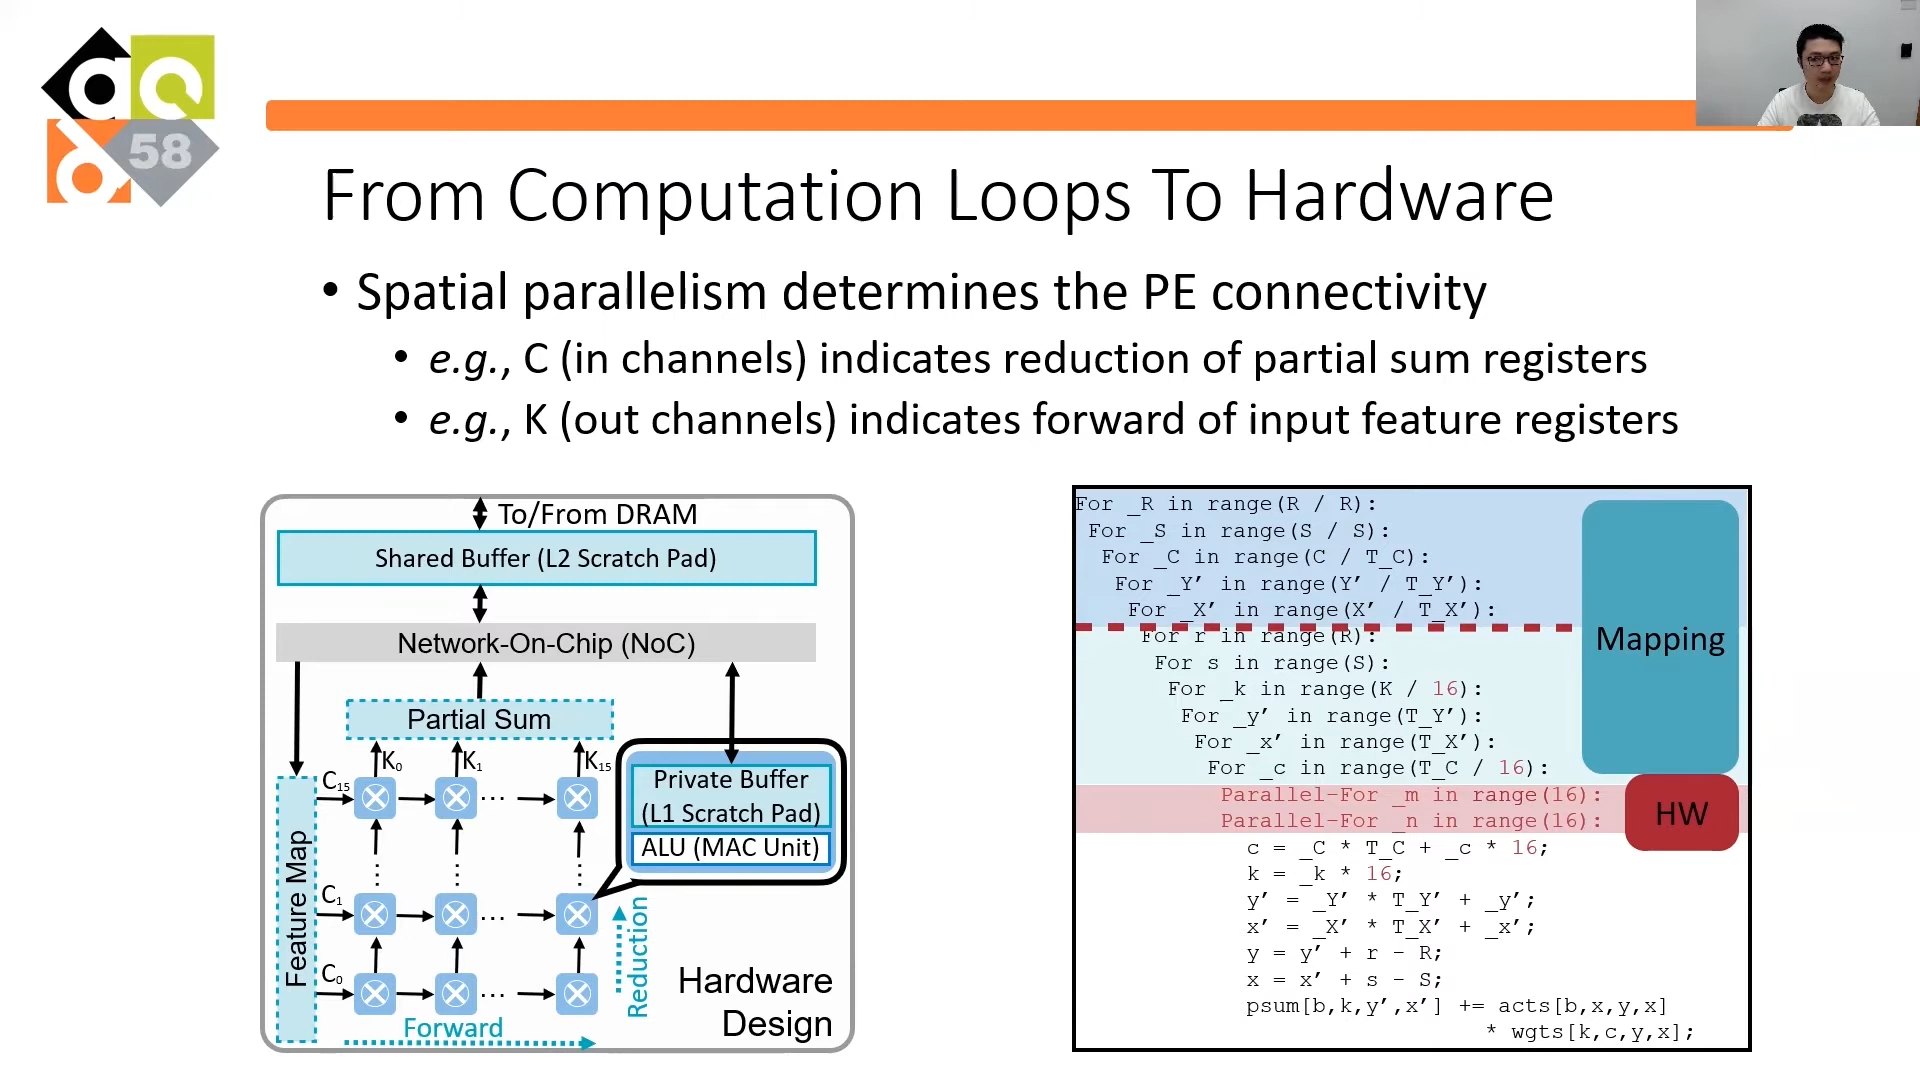 58
From Computation Loops To Hardware
• Spatial parallelism determines the PE connectivity
• e.g., C (in channels) indicates reduction of partial sum registers
• e.g., K (out channels) indicates forward of input feature registers
To/From DRAM
Shared Buffer (L2 Scratch Pad)
Network-On-Chip (NoC)
Partial Sum
K0 K1 K15
Private Buffer
(L1 Scratch Pad)
ALU (MAC Unit)
Feature Map
C15
...
C1
...
C0
...
Reduction
Forward
Hardware
Design
For _R in range(R / R):
For _S in range(S / S):
For _C in range(C / T_C):
For _Y’ in range(Y’ / T_Y’):
For _X’ in range(X’ / T_X’):
For r in range(R):
For s in range(S):
For _k in range(K / 16):
For _y’ in range(T_Y’):
For _x’ in range(T_X’):
For _c in range(T_C / 16):
Parallel-For _m in range(16):
Parallel-For _n in range(16):
c = _C * T_C + _c * 16;
k = _k * 16;
y’ = _Y’ * T_Y’ + _y’;
x’ = _X’ * T_X’ + _x’;
y = y’ + r - R;
x = x’ + s - S;
psum[b,k,y’,x’] += acts[b,x,y,x]
* wgts[k,c,y,x];
Mapping
HW